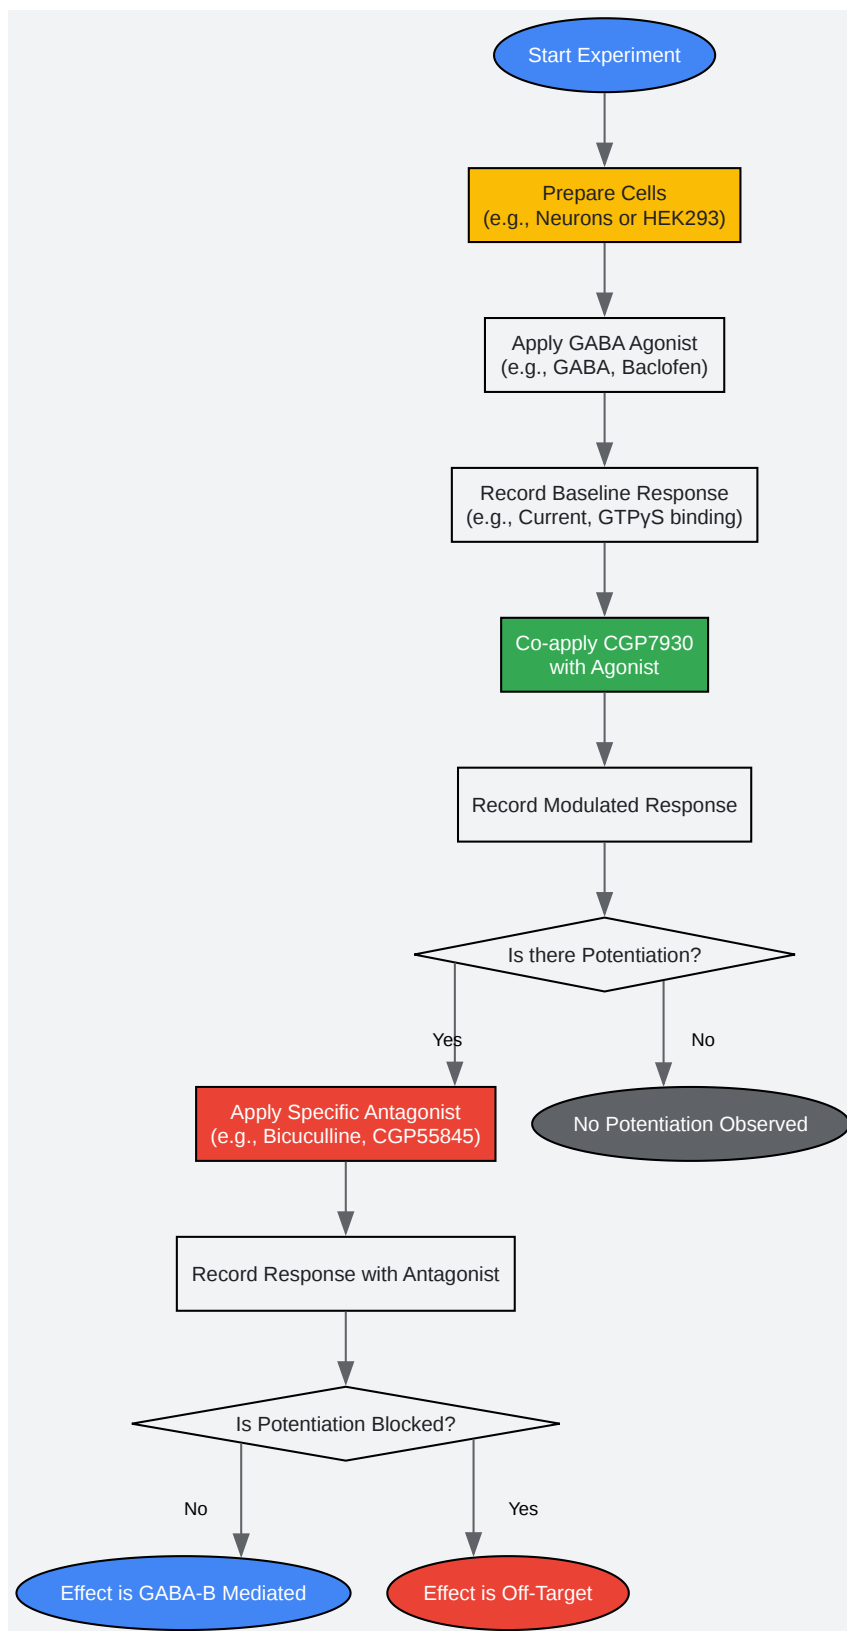 Start Experiment
Prepare Cells
(e.g., Neurons or HEK293)
Apply GABA Agonist
(e.g., GABA, Baclofen)
Record Baseline Response
(e.g., Current, GTPγS binding)
Co-apply CGP7930
with Agonist
Record Modulated Response
Is there Potentiation?
Yes
No
Apply Specific Antagonist
(e.g., Bicuculline, CGP55845)
No Potentiation Observed
Record Response with Antagonist
Is Potentiation Blocked?
No
Yes
Effect is GABA-B Mediated
Effect is Off-Target